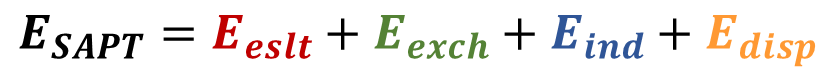 E_SAPT = E_eslt + E_exch + E_ind + E_disp